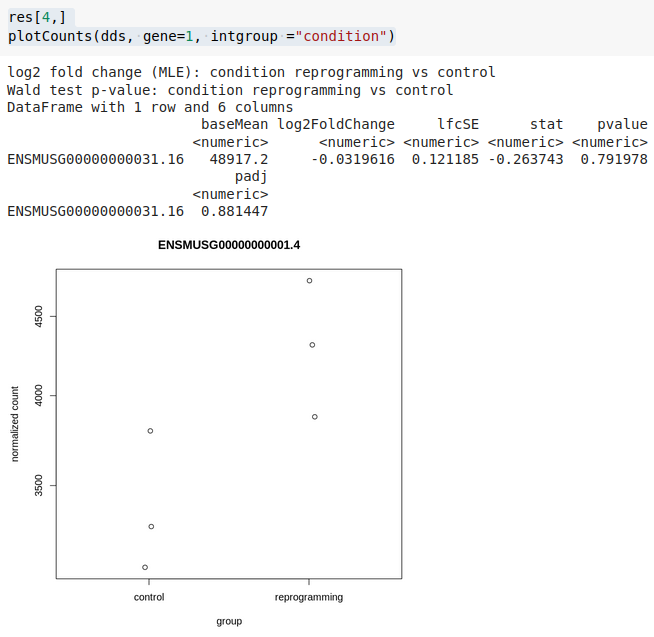 res[4,]
plotCounts(dds, gene=1, intgroup ="condition")
log2 fold change (MLE): condition reprogramming vs control
Wald test p-value: condition reprogramming vs control
DataFrame with 1 row and 6 columns
baseMean log2FoldChange lfcSE stat pvalue
<numeric> <numeric> <numeric> <numeric> <numeric>
ENSMUSG00000000031.16 48917.2 -0.0319616 0.121185 -0.263743 0.791978
padj
<numeric>
ENSMUSG00000000031.16 0.881447
ENSMUSG00000000001.4
4500
4000
3500
normalized count
control reprogramming
group